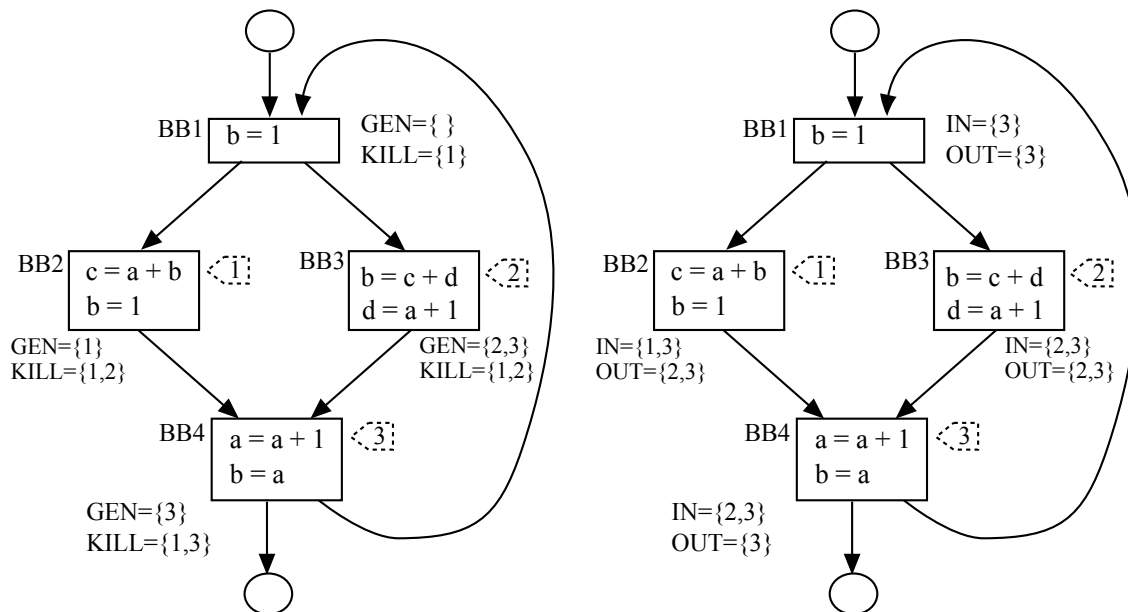 BB1
b = 1
GEN={ }
KILL={1}
BB2
c = a + b
b = 1
1
GEN={1}
KILL={1,2}
BB3
b = c + d
d = a + 1
2
GEN={2,3}
KILL={1,2}
BB4
a = a + 1
b = a
3
GEN={3}
KILL={1,3}
BB1
b = 1
IN={3}
OUT={3}
BB2
c = a + b
b = 1
1
IN={1,3}
OUT={2,3}
BB3
b = c + d
d = a + 1
2
IN={2,3}
OUT={2,3}
BB4
a = a + 1
b = a
3
IN={2,3}
OUT={3}